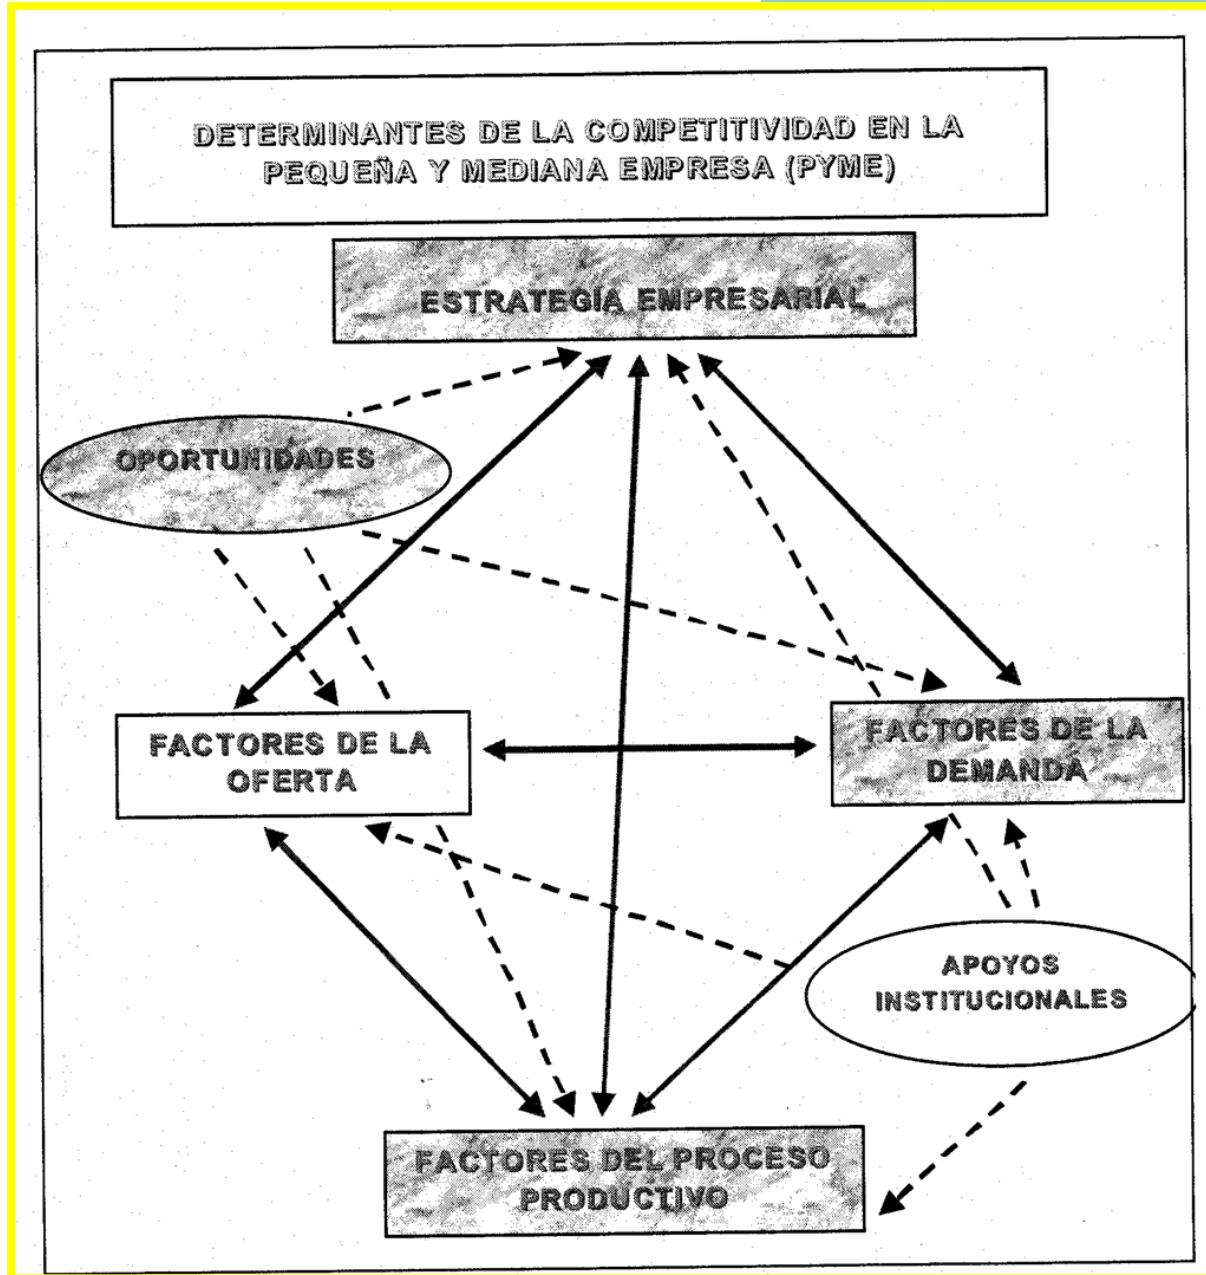 DETERMINANTES DE LA COMPETITIVIDAD EN LA
PEQUEÑA Y MEDIANA EMPRESA (PYME)
ESTRATEGIA EMPRESARIAL
OPORTUNIDADES
FACTORES DE LA
OFERTA
FACTORES DE LA
DEMANDA
APOYOS
INSTITUCIONALES
FACTORES DEL PROCESO
PRODUCTIVO